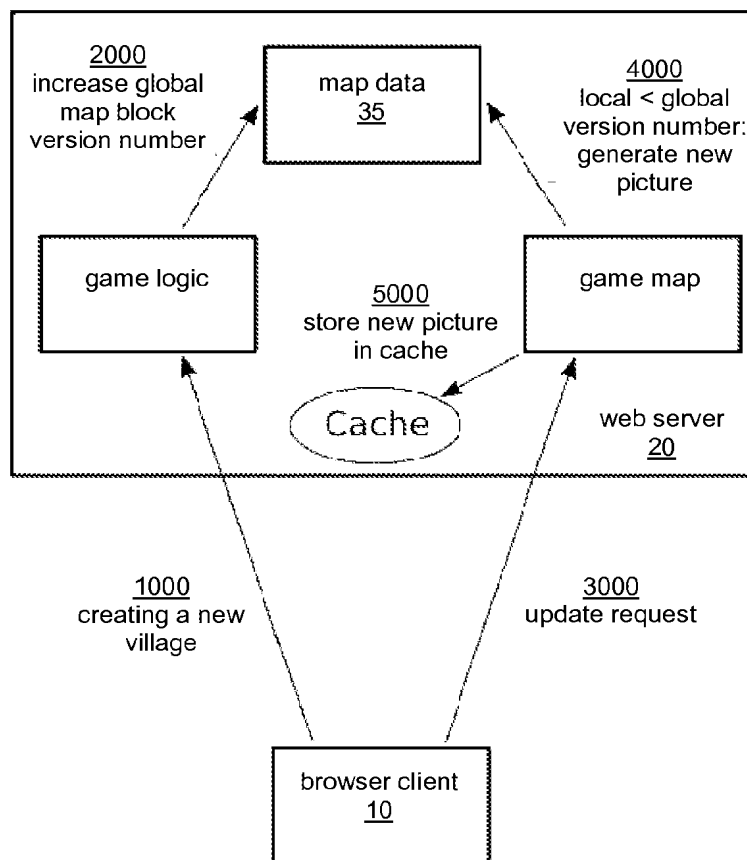 2000
increase global
map block
version number
map data
35
4000
local < global
version number:
generate new
picture
game logic
5000
store new picture
in cache
game map
Cache
web server
20
1000
creating a new
village
3000
update request
browser client
10